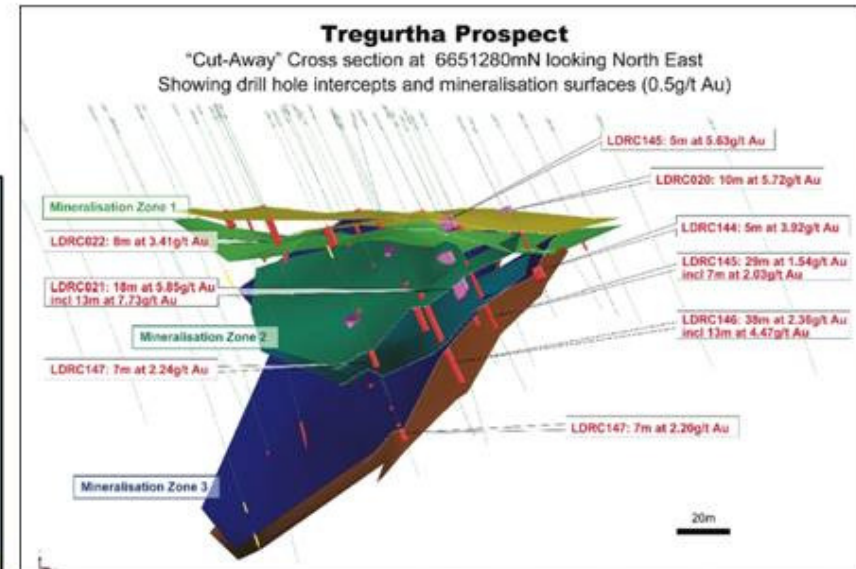 Tregurtha Prospect
"Cut-Away" Cross section at 6651280mN looking North East
Showing drill hole intercepts and mineralisation surfaces (0.5g/t Au)
LDRC145: 5m at 5.63g/t Au
LDRC020: 10m at 5.72g/t Au
Mineralisation Zone 1
LDRC022: 8m at 3.41g/t Au
LDRC144: 5m at 3.92g/t Au
LDRC145: 29m at 1.54g/t Au
incl 7m at 2.03g/t Au
LDRC021: 18m at 5.85g/t Au
incl 13m at 7.73g/t Au
LDRC146: 38m at 2.36g/t Au
incl 13m at 4.47g/t Au
Mineralisation Zone 2
LDRC147: 7m at 2.24g/t Au
LDRC147: 7m at 2.20g/t Au
Mineralisation Zone 3
20m